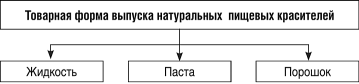 Товарная форма выпуска натуральных пищевых красителей
Жидкость
Паста
Порошок